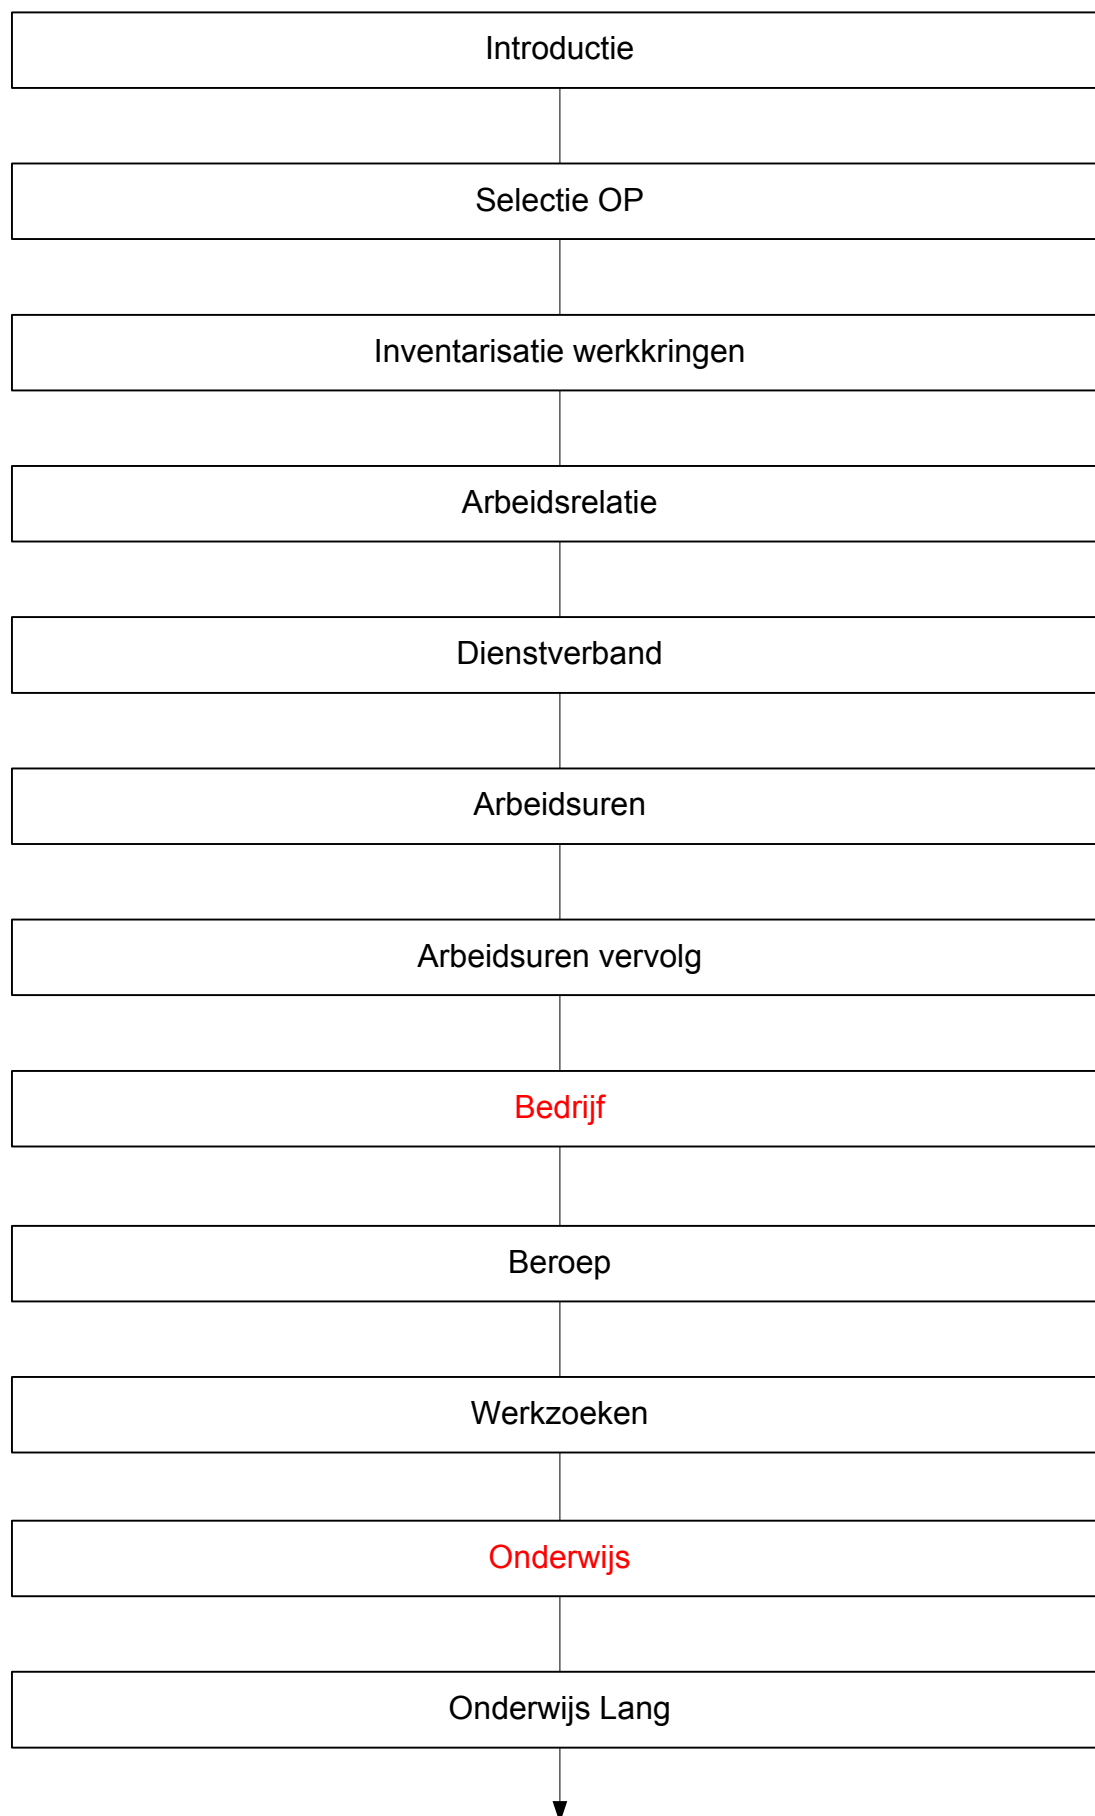 Introductie
Selectie OP
Inventarisatie werkkringen
Arbeidsrelatie
Dienstverband
Arbeidsuren
Arbeidsuren vervolg
Bedrijf
Beroep
Werkzoeken
Onderwijs
Onderwijs Lang